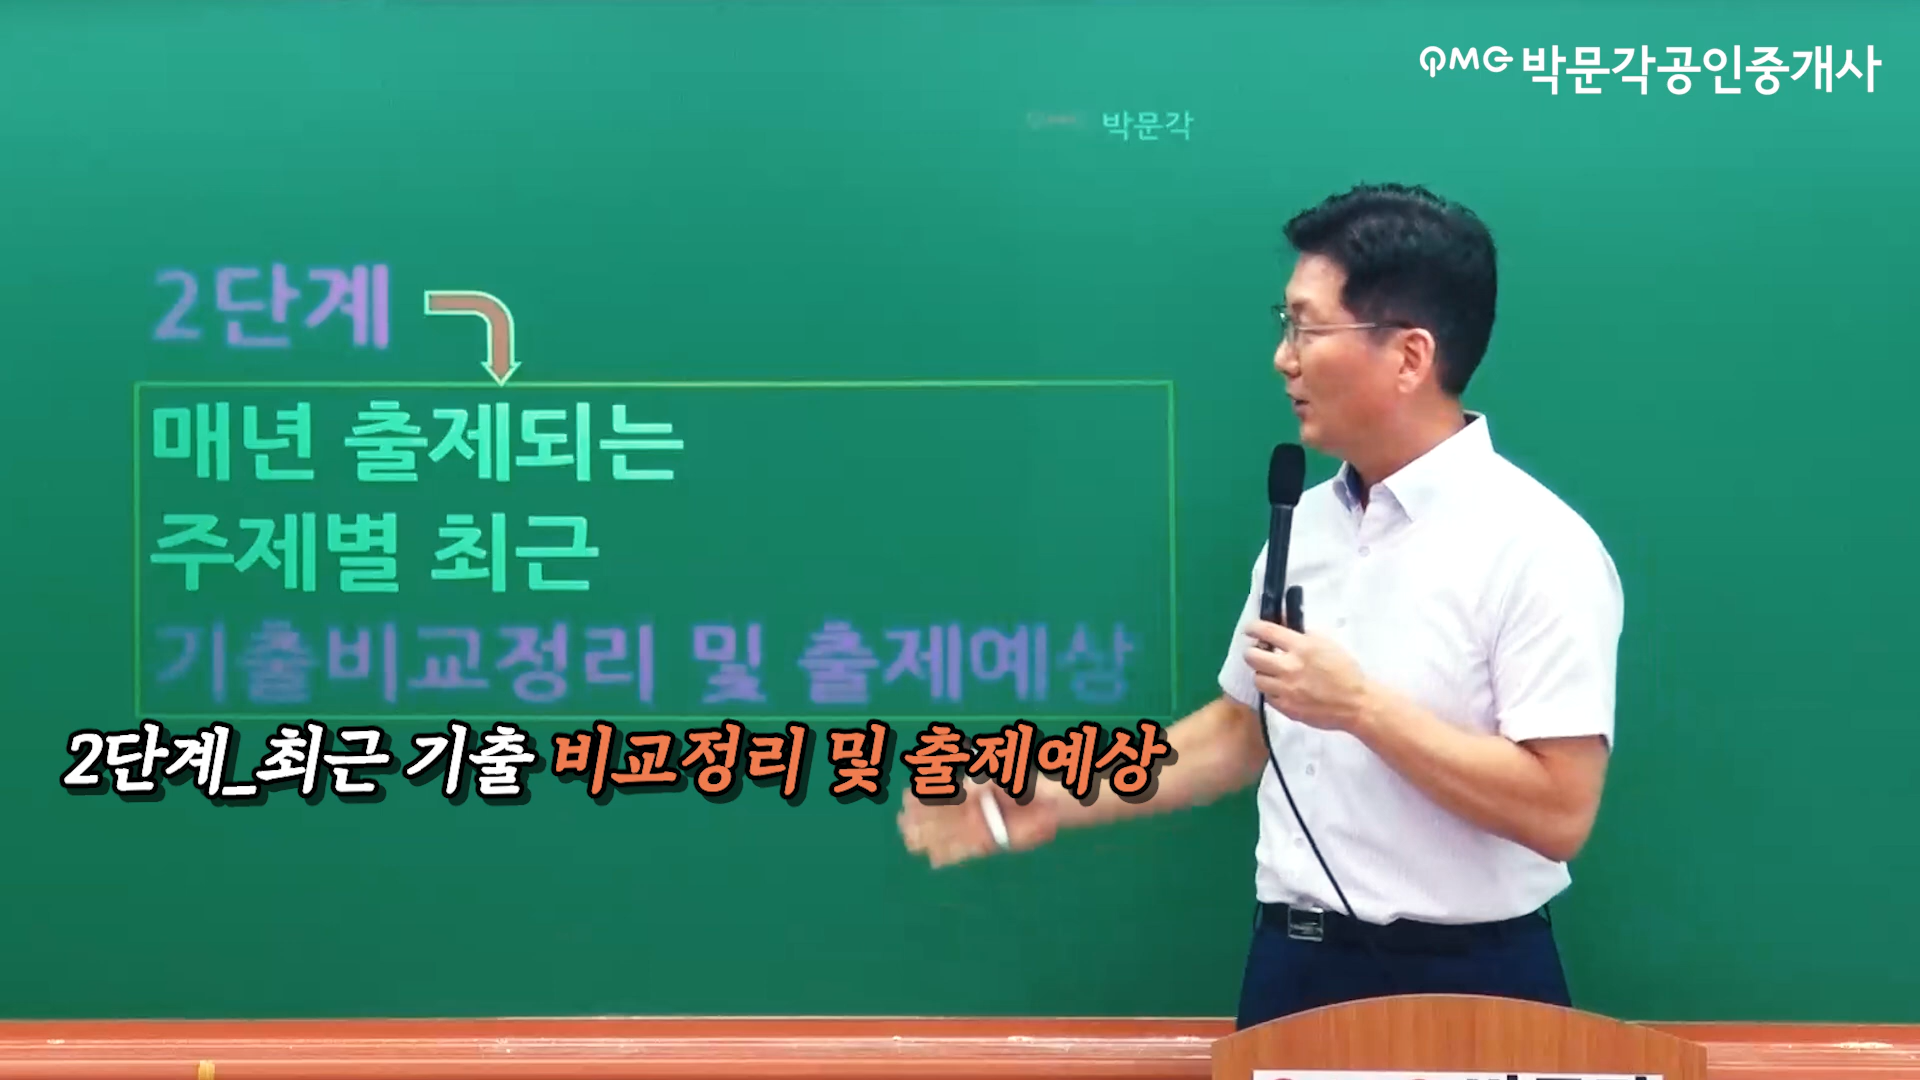 PMG 박문각공인중개사
박문각
2단계
매년 출제되는
주제별 최근
기출비교정리 및 출제예상
2단계_최근 기출 비교정리 및 출제예상